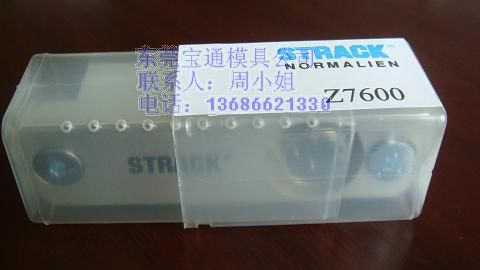 东莞宝通模具公司
联系人：周小姐
电话：13686621330
STRACK®
NORMALIEN
Z7600
STRACK®